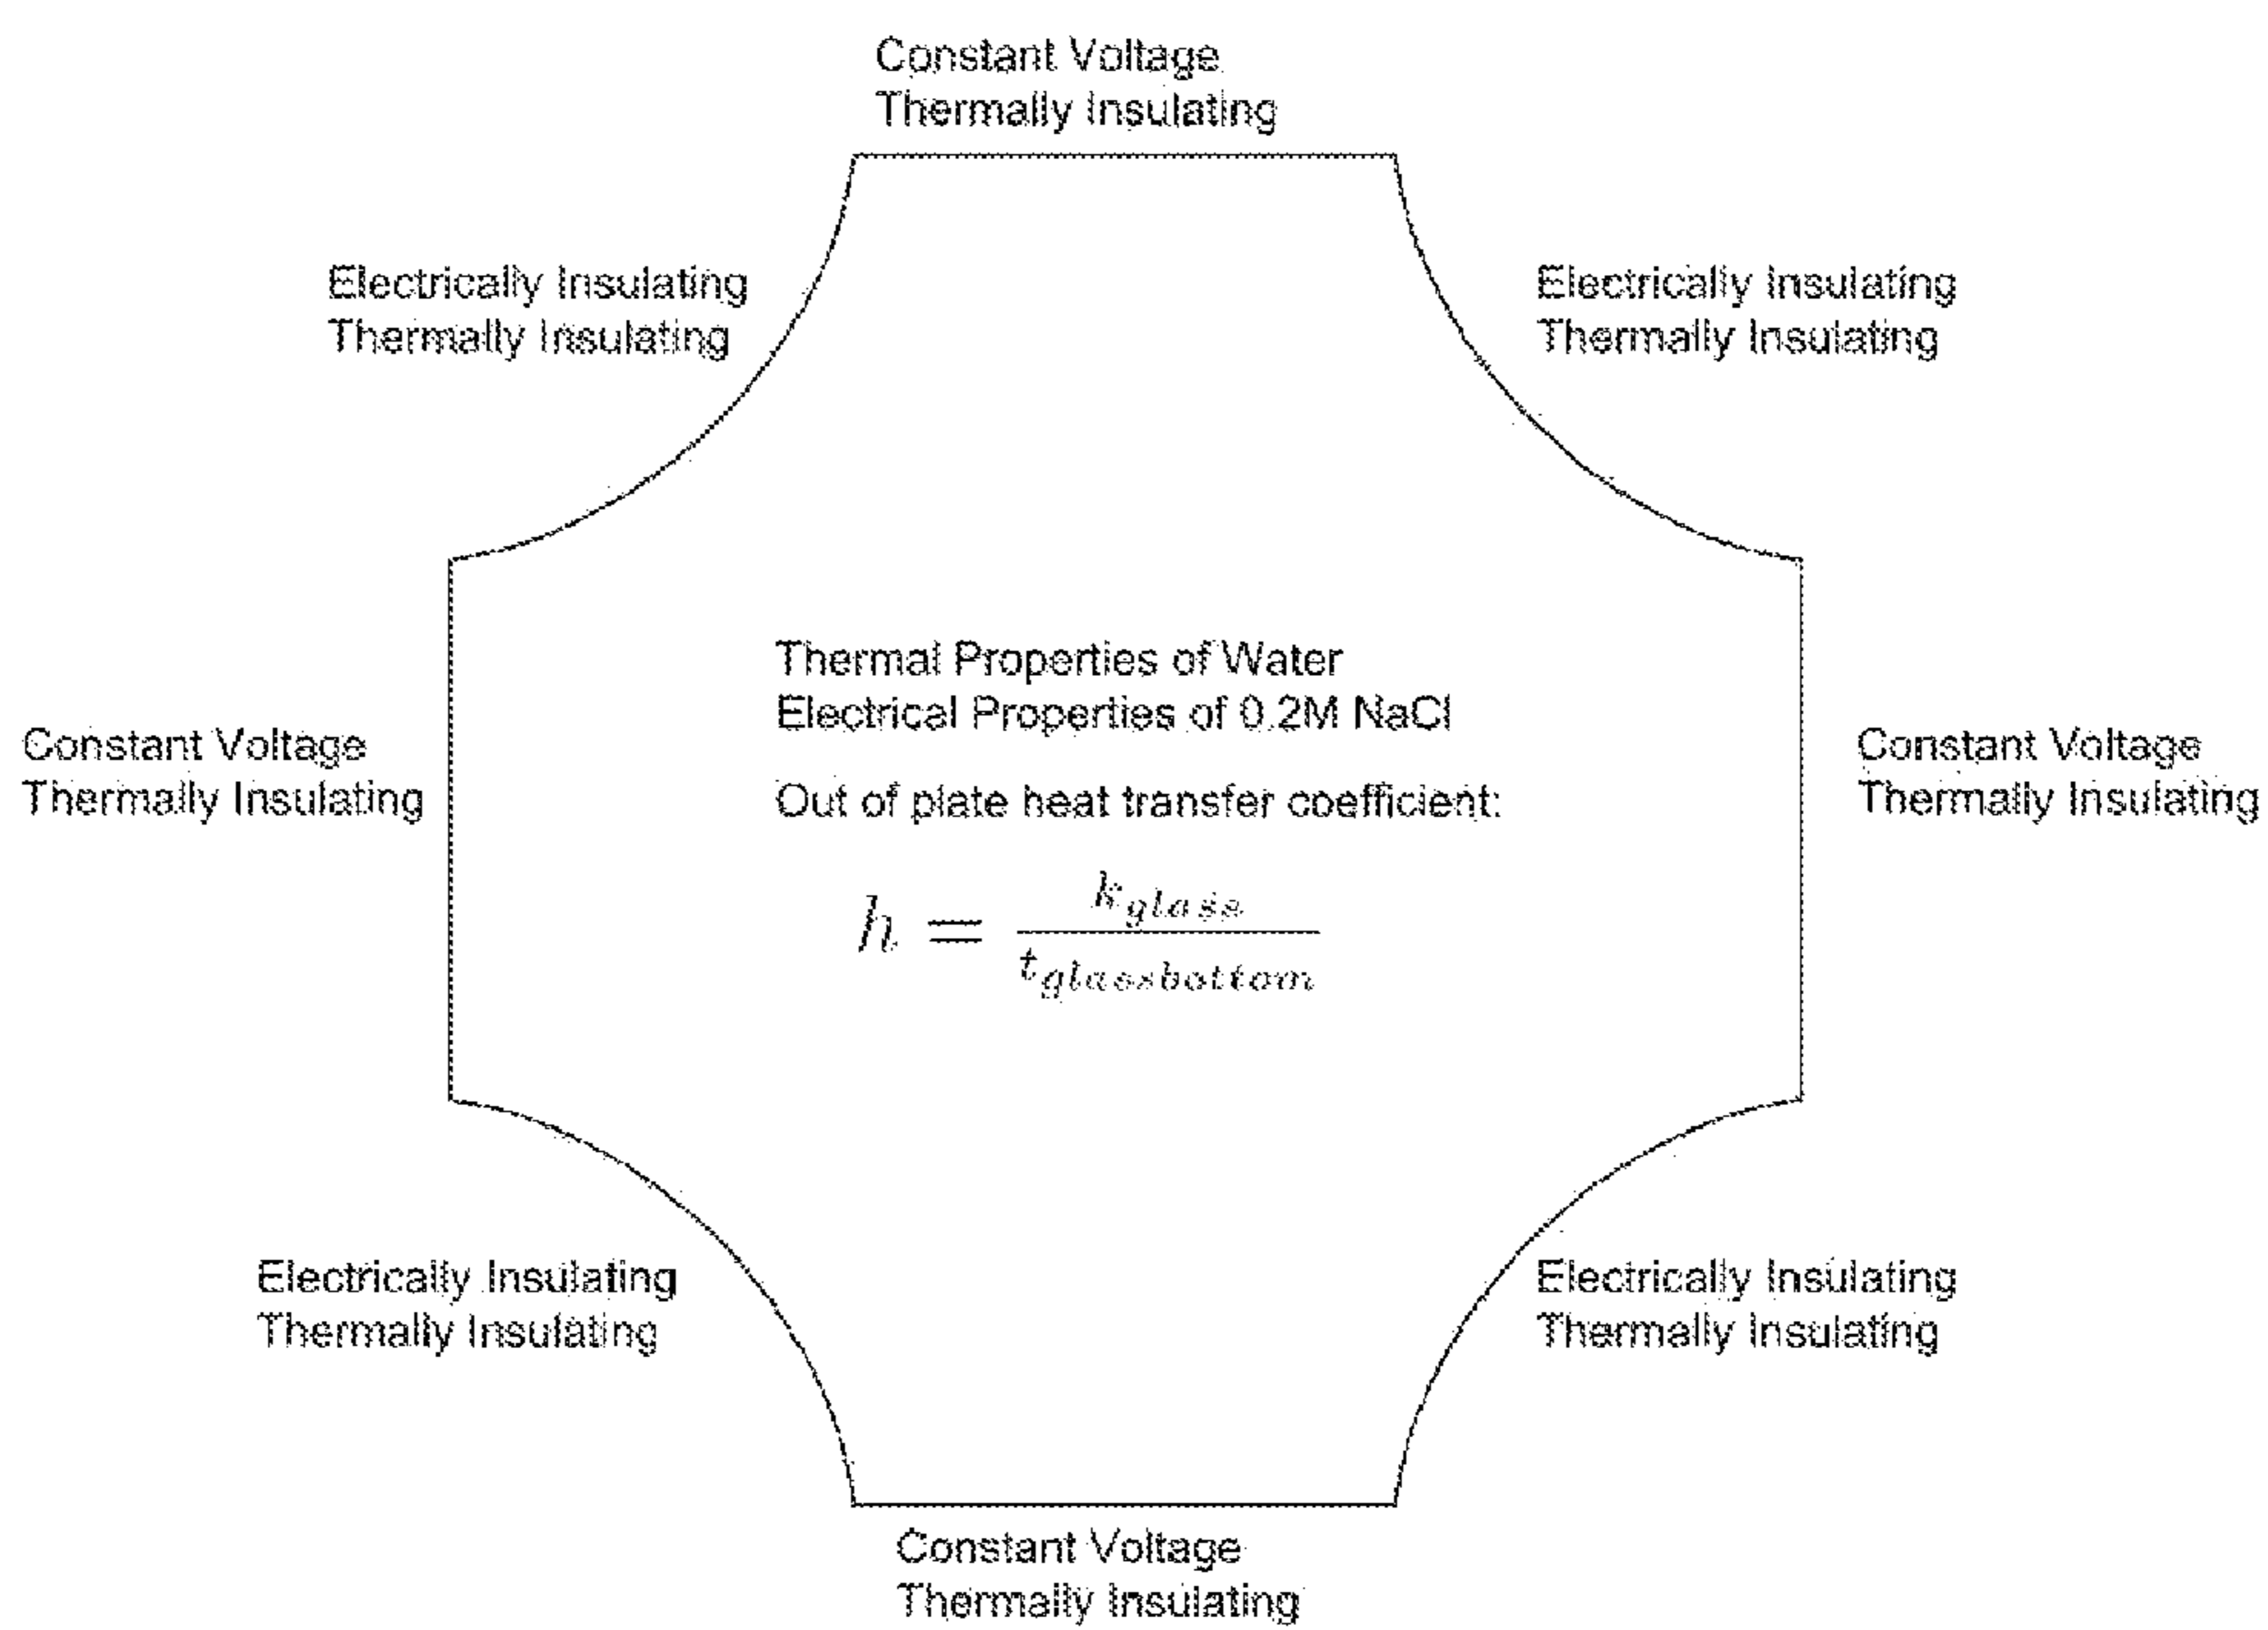 Constant Voltage
Thermally Insulating
Electrically Insulating
Thermally Insulating
Electrically Insulating
Thermally Insulating
Thermal Properties of Water
Electrical Properties of 0.2M NaCl
Constant Voltage
Thermally Insulating
Constant Voltage
Thermally Insulating
Out of plate heat transfer coefficient:
h = k_glass / t_glassbottom
Electrically Insulating
Thermally Insulating
Electrically Insulating
Thermally Insulating
Constant Voltage
Thermally Insulating